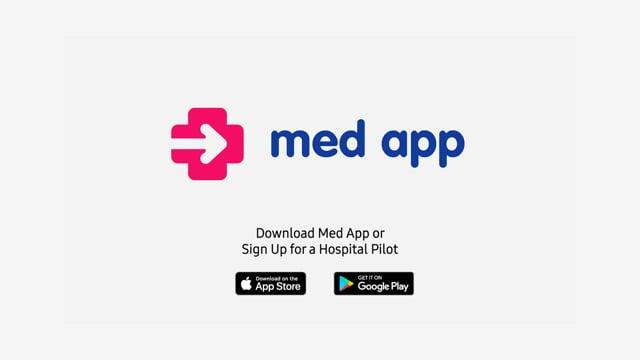 med app
Download Med App or
Sign Up for a Hospital Pilot
Download on the
App Store
GET IT ON
Google Play